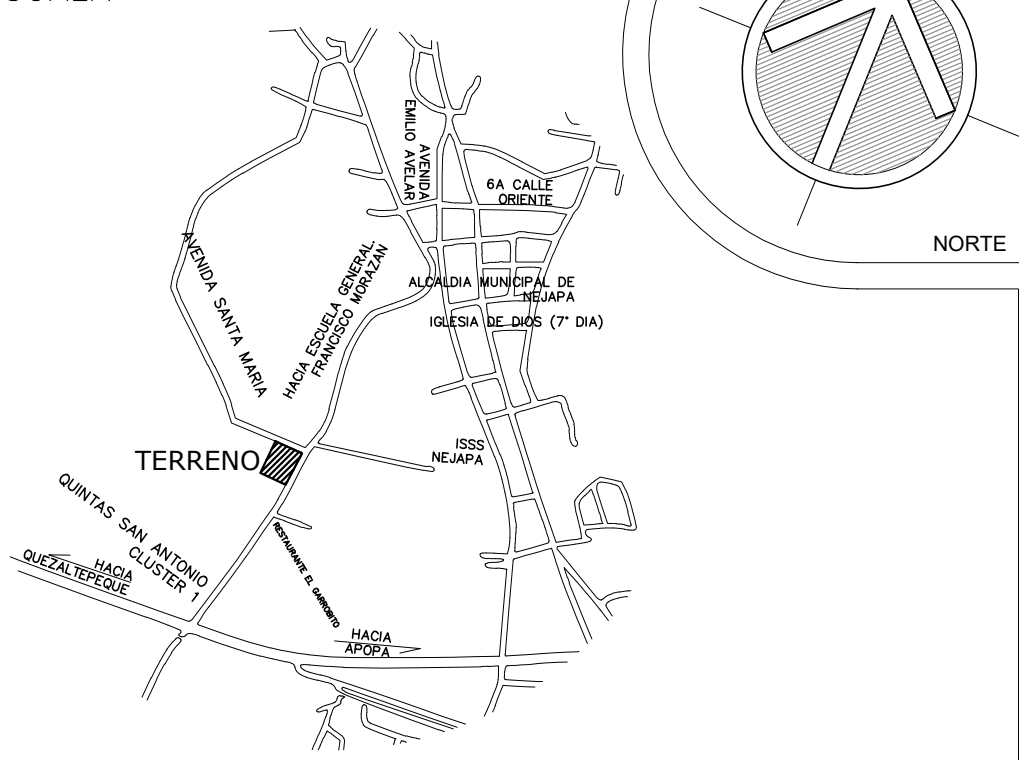 NORTE
EMILIO AVELAR
AVENIDA
6A CALLE
ORIENTE
AVENIDA SANTA MARIA
HACIA ESCUELA GENERAL.
FRANCISCO MORAZAN
ALCALDIA MUNICIPAL DE
NEJAPA
IGLESIA DE DIOS (7° DIA)
ISSS
NEJAPA
TERRENO
QUINTAS SAN ANTONIO
CLUSTER 1
HACIA
QUEZALTEPEQUE
RESTAURANTE EL GARROBITO
HACIA
APOPA